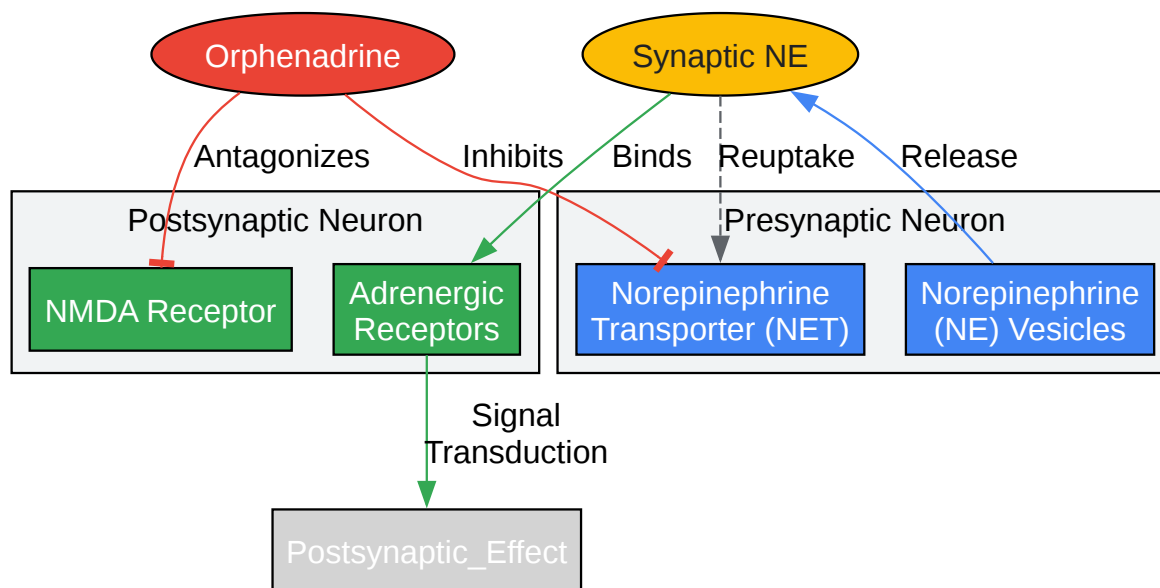 Orphenadrine
Synaptic NE
Antagonizes
Inhibits
Binds
Reuptake
Release
Postsynaptic Neuron
Presynaptic Neuron
NMDA Receptor
Adrenergic
Receptors
Norepinephrine
Transporter (NET)
Norepinephrine
(NE) Vesicles
Signal
Transduction
Postsynaptic_Effect